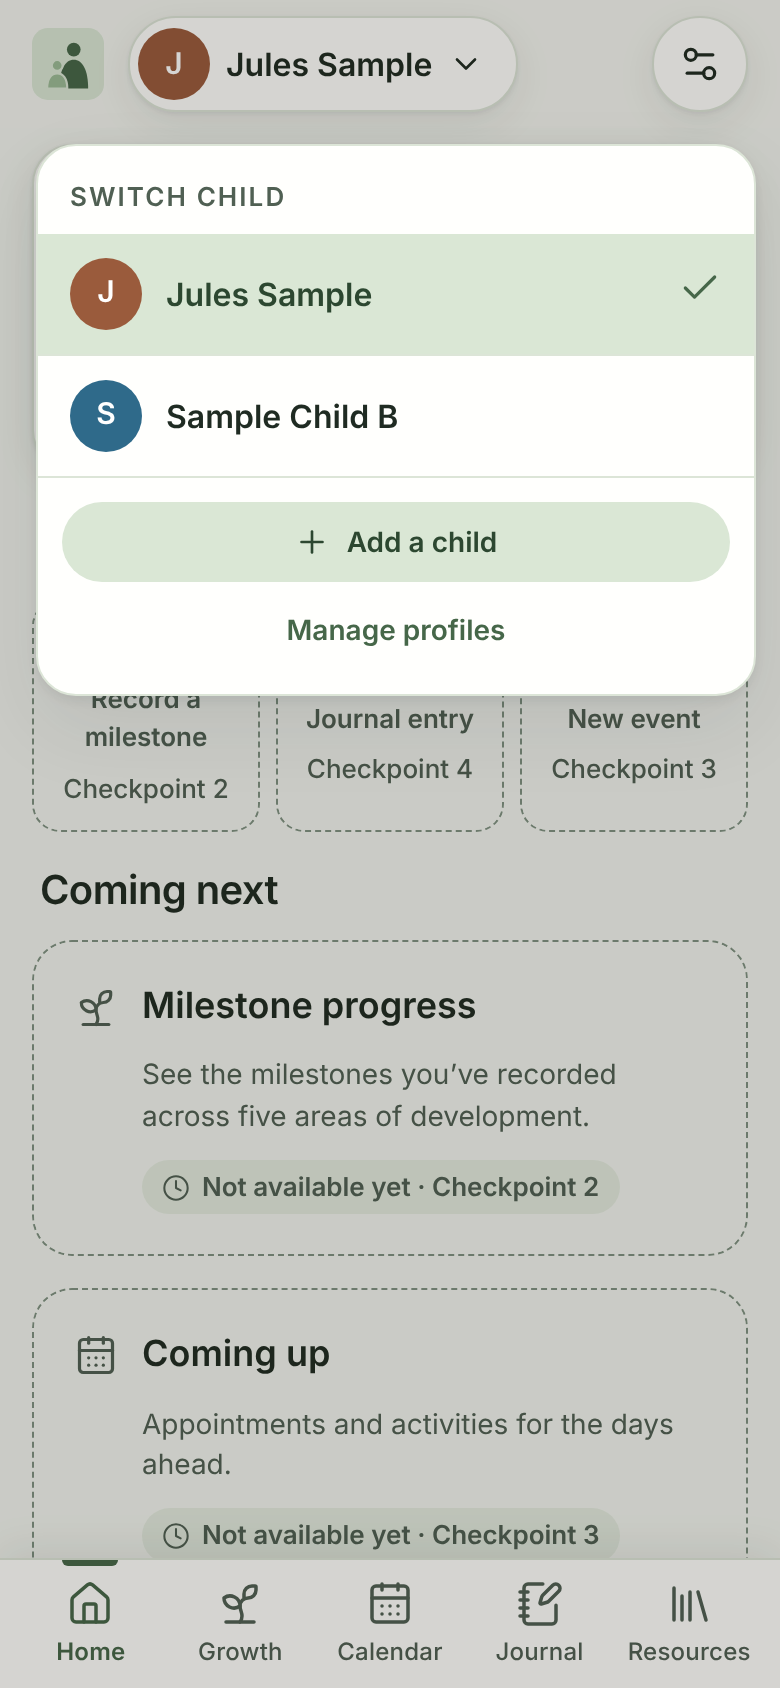 J
Jules Sample
SWITCH CHILD
J
Jules Sample
S
Sample Child B
Add a child
Manage profiles
Record a
milestone
Checkpoint 2
Journal entry
Checkpoint 4
New event
Checkpoint 3
Coming next
Milestone progress
See the milestones you’ve recorded
across five areas of development.
Not available yet · Checkpoint 2
Coming up
Appointments and activities for the days
ahead.
Not available yet · Checkpoint 3
Home
Growth
Calendar
Journal
Resources